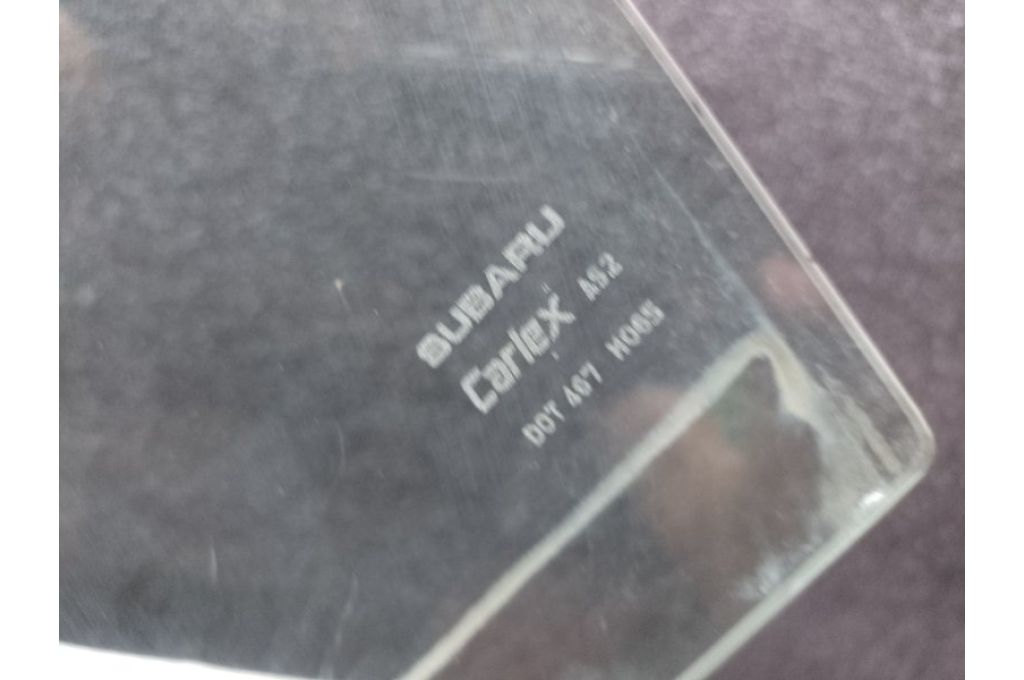 SUBARU
Carlex AS2
DOT 467 M065